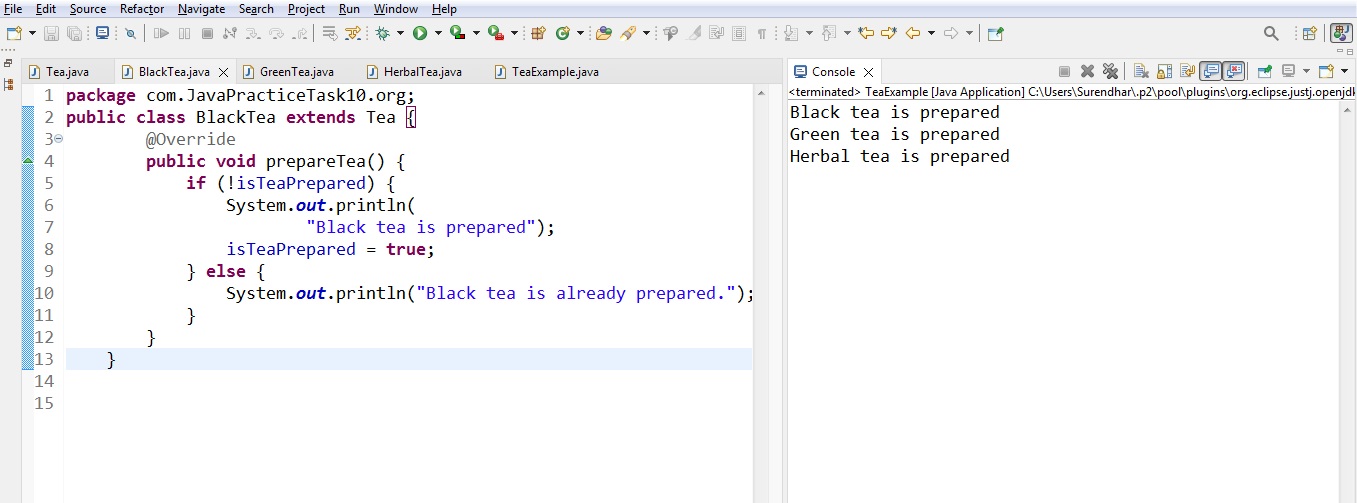 File Edit Source Refactor Navigate Search Project Run Window Help
Tea.java BlackTea.java GreenTea.java HerbalTea.java TeaExample.java
1 package com.JavaPracticeTask10.org;
2 public class BlackTea extends Tea {
3 @Override
4 public void prepareTea() {
5 if (!isTeaPrepared) {
6 System.out.println(
7 "Black tea is prepared");
8 isTeaPrepared = true;
9 } else {
10 System.out.println("Black tea is already prepared.");
11 }
12 }
13 }
14
15
Console
<terminated> TeaExample [Java Application] C:\Users\Surendhar\.p2\pool\plugins\org.eclipse.justj.openjdk
Black tea is prepared
Green tea is prepared
Herbal tea is prepared